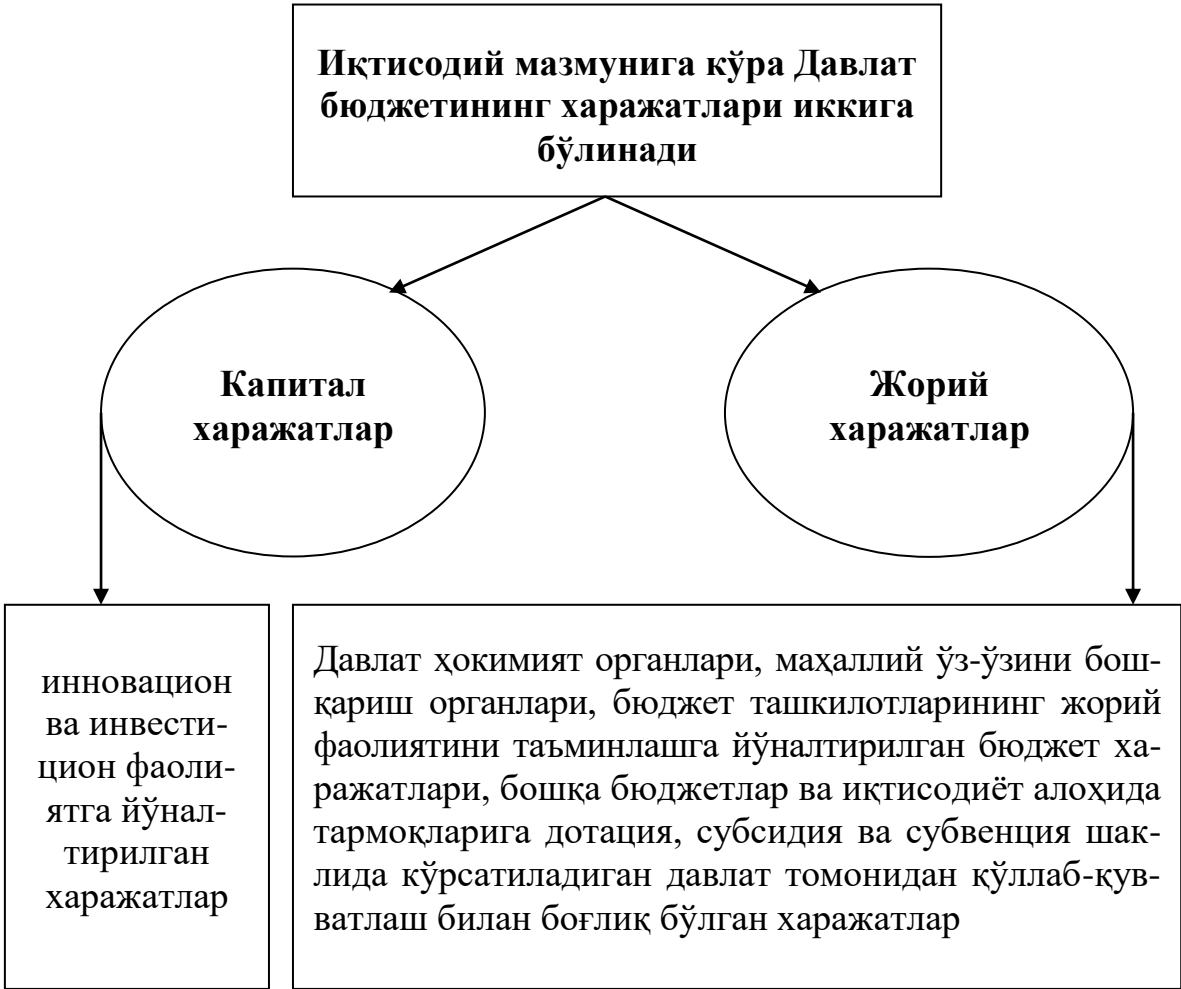 Иқтисодий мазмунига кўра Давлат
бюджетининг харажатлари иккига
бўлинади
Капитал
харажатлар
Жорий
харажатлар
инновацион
ва инвести-
цион фаоли-
ятга йўнал-
тирилган
харажатлар
Давлат ҳокимият органлари, маҳаллий ўз-ўзини бош-
қариш органлари, бюджет ташкилотларининг жорий
фаолиятини таъминлашга йўналтирилган бюджет ха-
ражатлари, бошқа бюджетлар ва иқтисодиёт алоҳида
тармоқларига дотация, субсидия ва субвенция шак-
лида кўрсатиладиган давлат томонидан қўллаб-қув-
ватлаш билан боғлиқ бўлган харажатлар